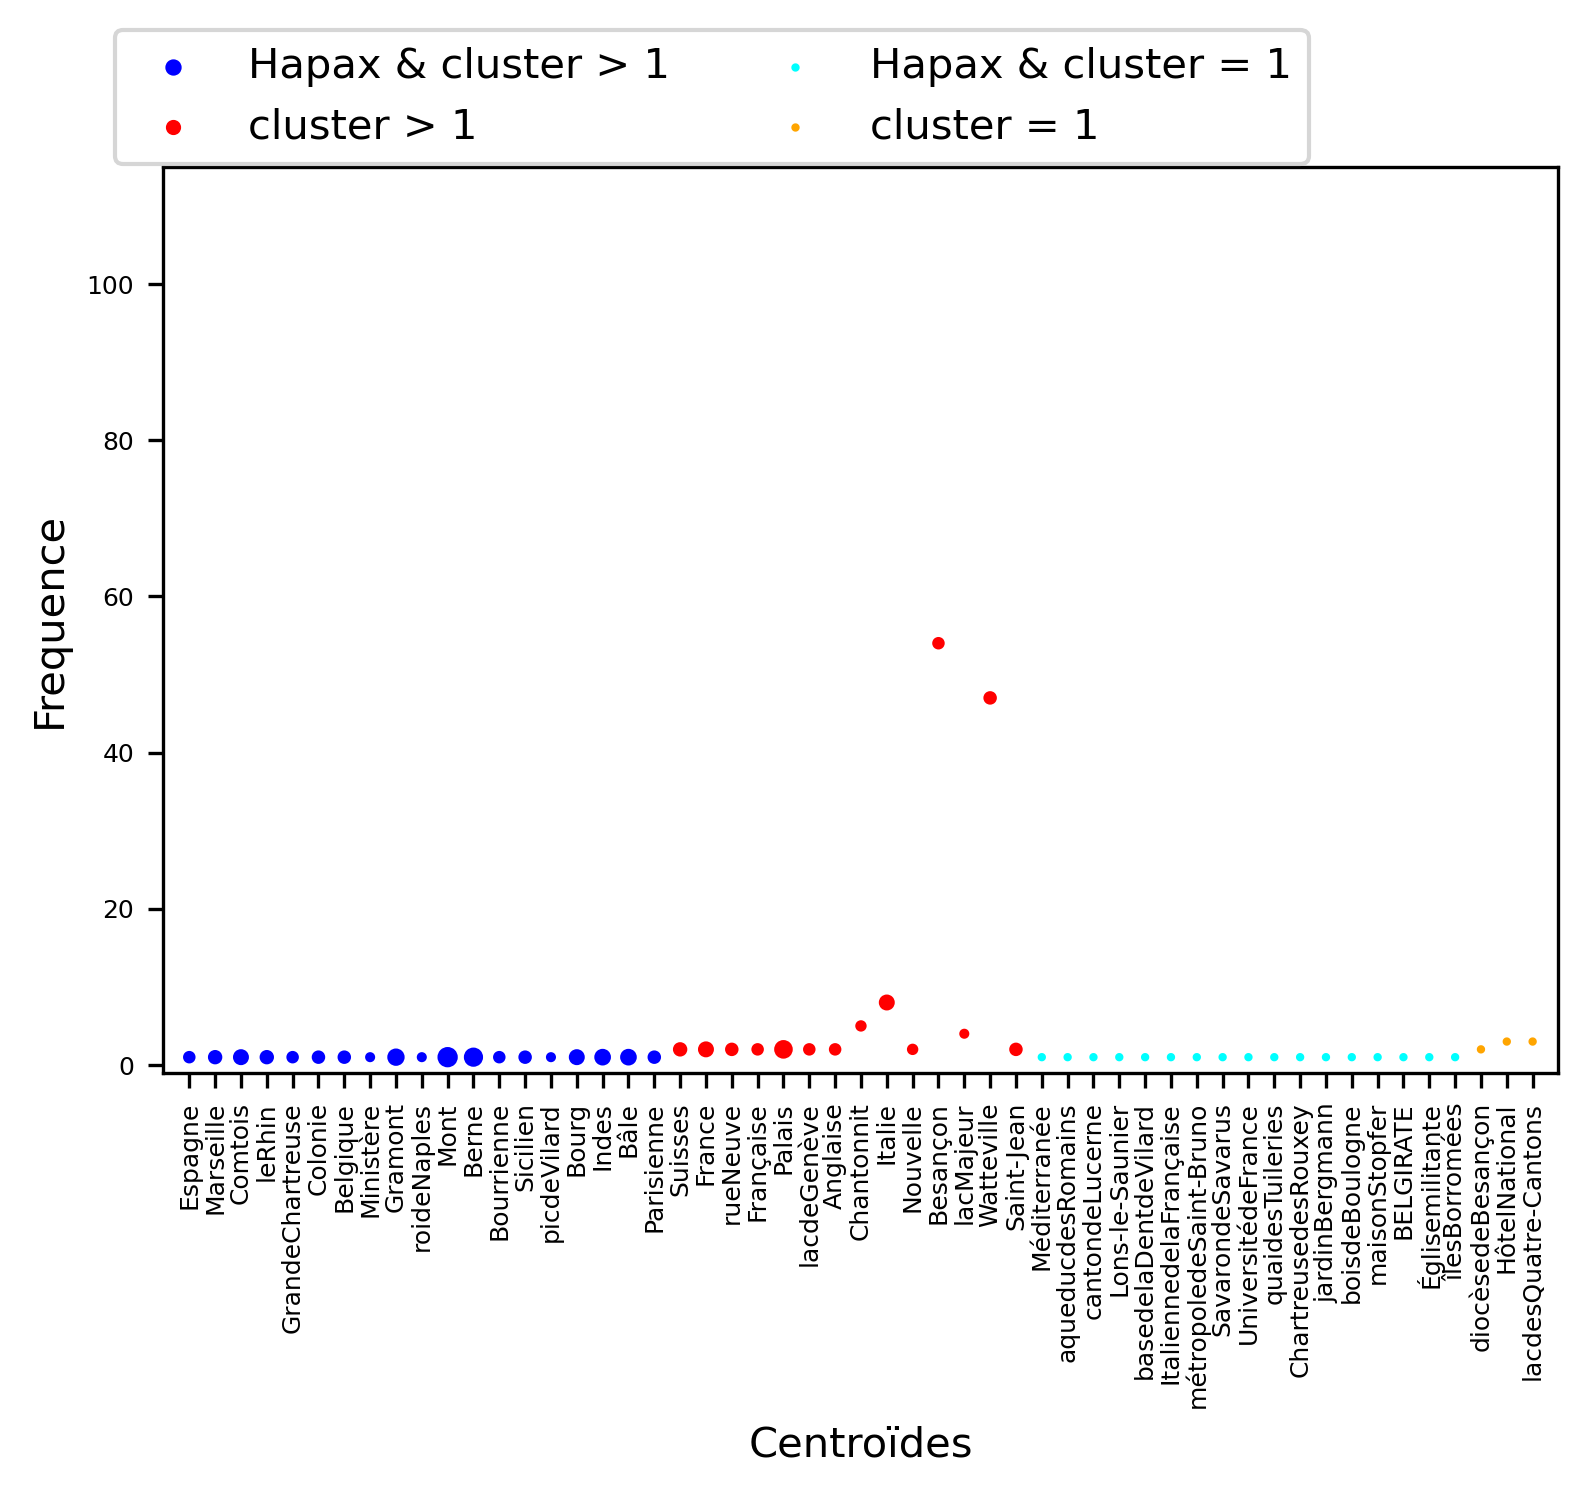 Hapax & cluster > 1
Hapax & cluster = 1
cluster > 1
cluster = 1
Frequence
100
80
60
40
20
0
Espagne
Marseille
Comtois
leRhin
GrandeChartreuse
Colonie
Belgique
Ministère
Gramont
roideNaples
Mont
Berne
Bourrienne
Sicilien
picdeVilard
Bourg
Indes
Bâle
Parisienne
Suisses
France
rueNeuve
Française
Palais
lacdeGenève
Anglaise
Chantonnit
Italie
Nouvelle
Besançon
lacMajeur
Watteville
Saint-Jean
Méditerranée
aqueducdesRomains
cantondeLucerne
Lons-le-Saunier
basedelaDentdeVilard
ItaliennedelaFrançaise
métropoledeSaint-Bruno
SavarondeSavarus
UniversitédeFrance
quaidesTuileries
ChartreusedesRouxey
jardinBergmann
boisdeBoulogne
maisonStopfer
BELGIRATE
Églisemilitante
îlesBorromées
diocèsedeBesançon
HôtelNational
lacdesQuatre-Cantons
Centroïdes